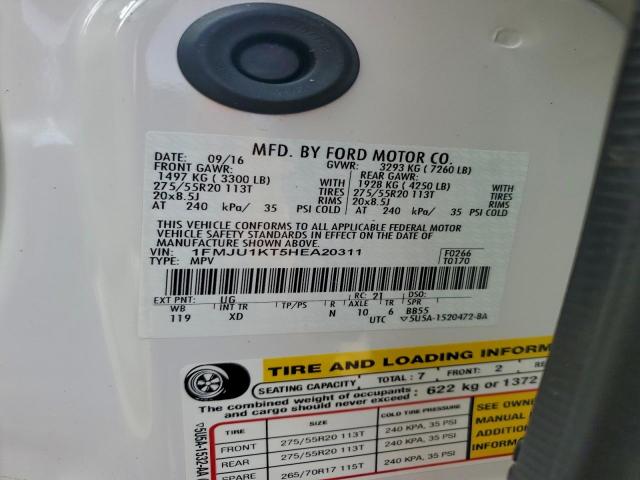 MFD. BY FORD MOTOR CO.
DATE: 09/16 GVWR: 3293 KG ( 7260 LB)
FRONT GAWR: REAR GAWR:
1497 KG ( 3300 LB) 1928 KG ( 4250 LB)
275/55R20 113T TIRES 275/55R20 113T TIRES
20x8.5J RIMS 20x8.5J RIMS
AT 240 kPa/ 35 PSI COLD AT 240 kPa/ 35 PSI COLD
THIS VEHICLE CONFORMS TO ALL APPLICABLE FEDERAL MOTOR
VEHICLE SAFETY STANDARDS IN EFFECT ON THE DATE OF
MANUFACTURE SHOWN ABOVE.
VIN: 1FMJU1KT5HEA20311 F0266
TYPE: MPV T0170
EXT PNT: UG RC: 21 DSO:
WB INT TR TP/PS R AXLE TR SPR
119 XD N 10 6 BB55
UTC ▽5U5A-1520472-BA
TIRE AND LOADING INFORM
SEATING CAPACITY TOTAL : 7 FRONT: 2
The combined weight of occupants
and cargo should never exceed : 622 kg or 1372
TIRE SIZE COLD TIRE PRESSURE SEE OWNE
FRONT 275/55R20 113T 240 KPA, 35 PSI MANUAL
REAR 275/55R20 113T 240 KPA, 35 PSI ADDITION
SPARE 265/70R17 115T 240 KPA, 35 PSI INFORM
▽5U5A-1532-AA